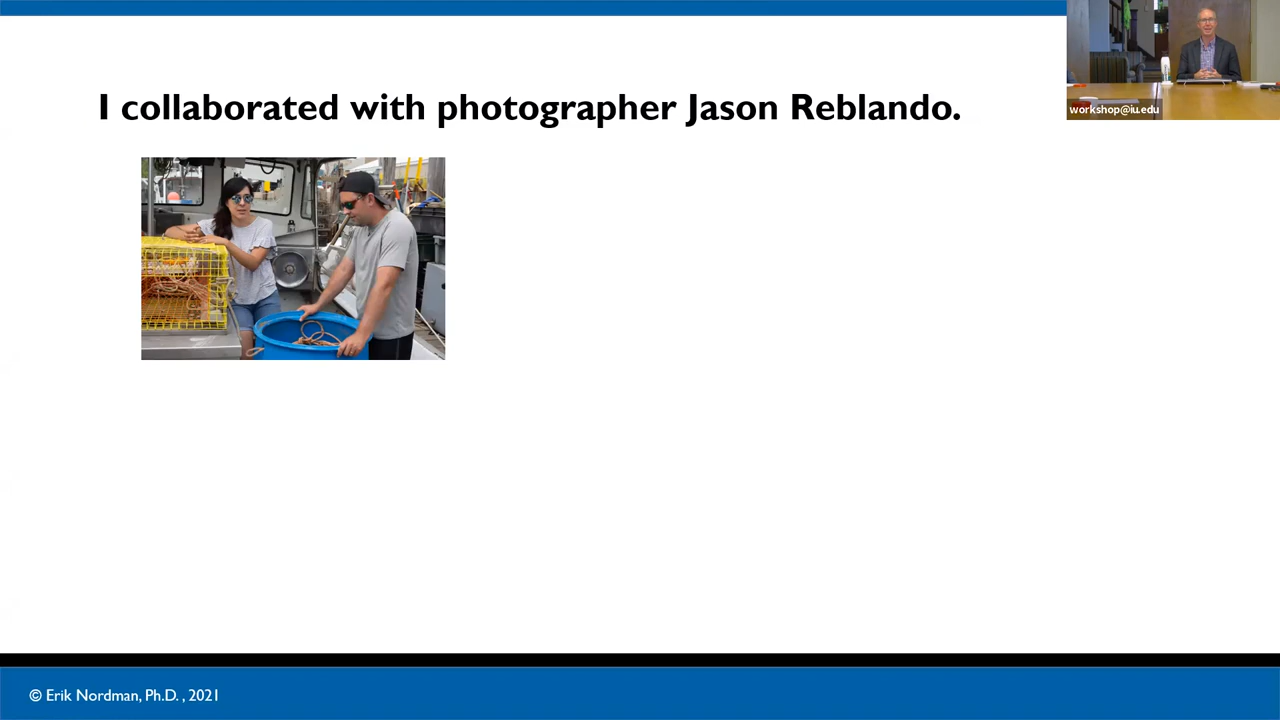 workshop@iu.edu
I collaborated with photographer Jason Reblando.
© Erik Nordman, Ph.D. , 2021